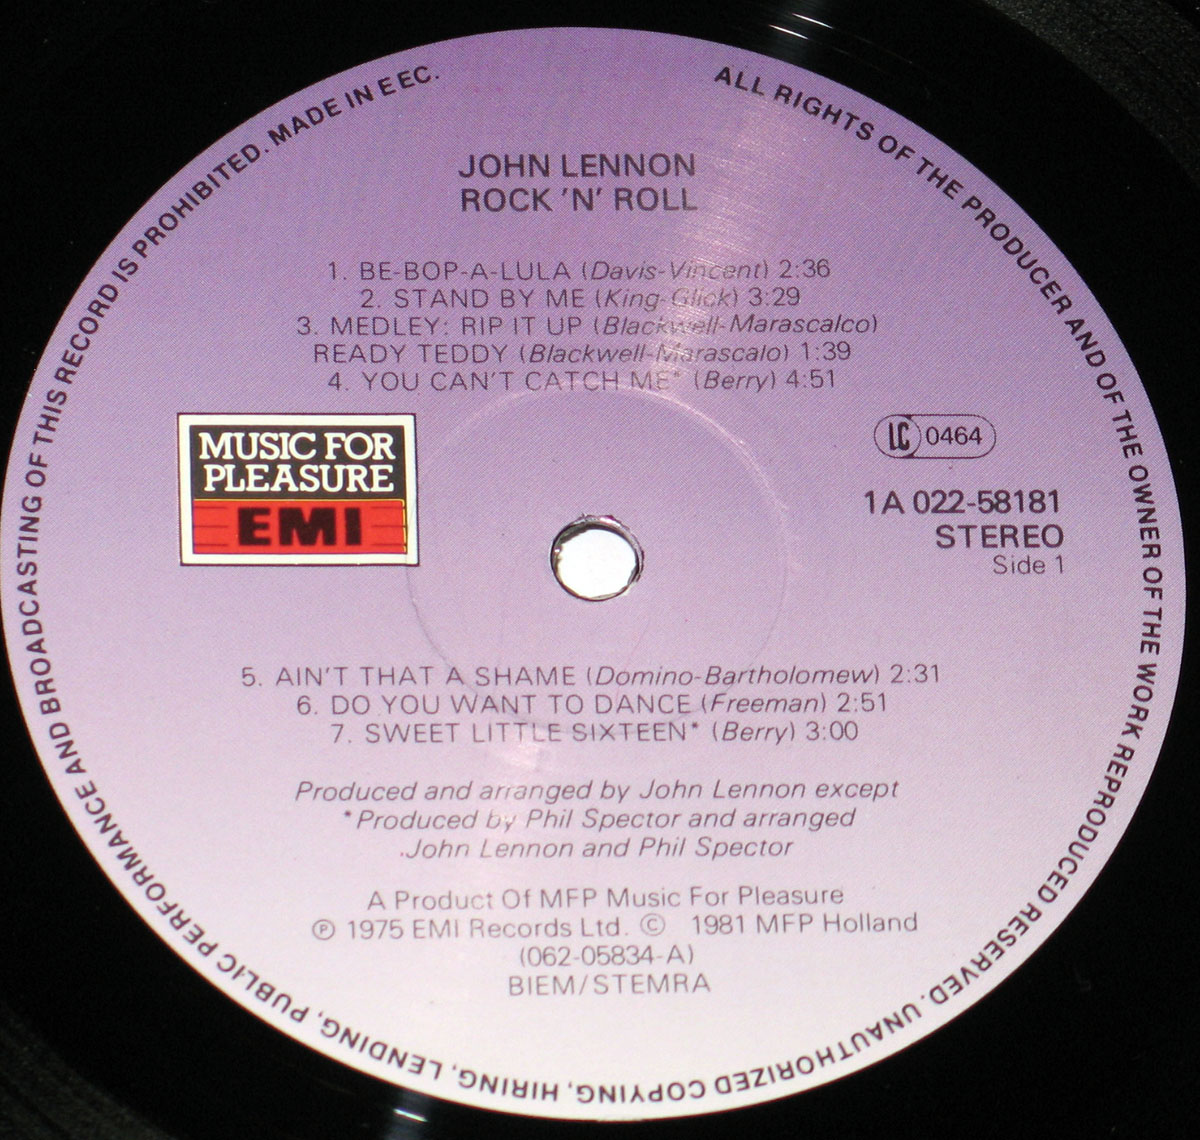 JOHN LENNON
ROCK 'N' ROLL
1. BE-BOP-A-LULA (Davis-Vincent) 2:36
2. STAND BY ME (King-Glick) 3:29
3. MEDLEY: RIP IT UP (Blackwell-Marascalco)
READY TEDDY (Blackwell-Marascalo) 1:39
4. YOU CAN'T CATCH ME* (Berry) 4:51
MUSIC FOR
PLEASURE
EMI
LC 0464
1A 022-58181
STEREO
Side 1
5. AIN'T THAT A SHAME (Domino-Bartholomew) 2:31
6. DO YOU WANT TO DANCE (Freeman) 2:51
7. SWEET LITTLE SIXTEEN* (Berry) 3:00
Produced and arranged by John Lennon except
*Produced by Phil Spector and arranged
John Lennon and Phil Spector
A Product Of MFP Music For Pleasure
℗ 1975 EMI Records Ltd. © 1981 MFP Holland
(062-05834-A)
BIEM/STEMRA
ALL RIGHTS OF THE PRODUCER AND OF THE OWNER OF THE WORK REPRODUCED RESERVED. UNAUTHORIZED COPYING, HIRING, LENDING, PUBLIC PERFORMANCE AND BROADCASTING OF THIS RECORD IS PROHIBITED. MADE IN EEC.